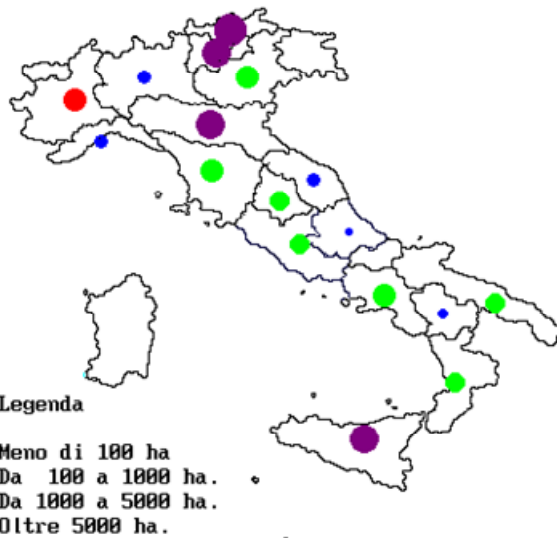 Legenda
Meno di 100 ha
Da 100 a 1000 ha.
Da 1000 a 5000 ha.
Oltre 5000 ha.